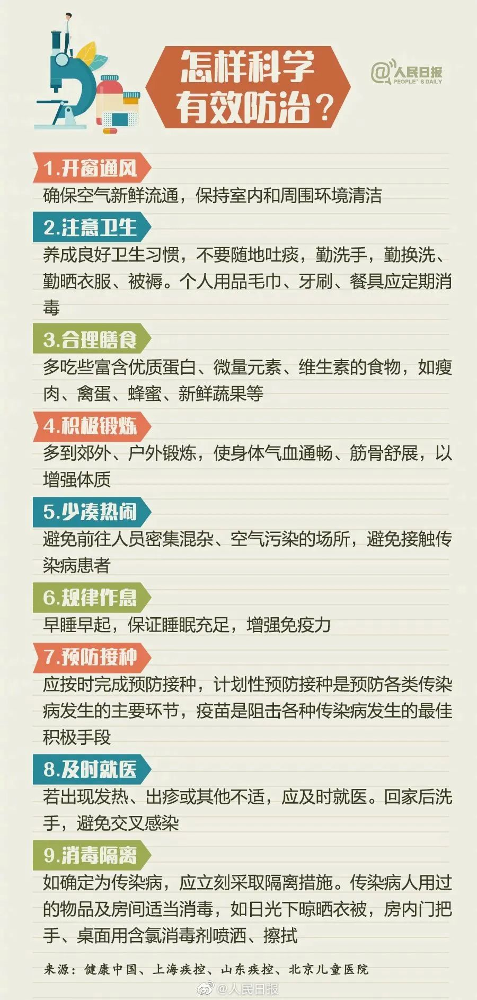 怎样科学
有效防治？
@人民日报
PEOPLE'S DAILY
1.开窗通风
确保空气新鲜流通，保持室内和周围环境清洁
2.注意卫生
养成良好卫生习惯，不要随地吐痰，勤洗手，勤换洗、
勤晒衣服、被褥。个人用品毛巾、牙刷、餐具应定期消
毒
3.合理膳食
多吃些富含优质蛋白、微量元素、维生素的食物，如瘦
肉、禽蛋、蜂蜜、新鲜蔬果等
4.积极锻炼
多到郊外、户外锻炼，使身体气血通畅、筋骨舒展，以
增强体质
5.少凑热闹
避免前往人员密集混杂、空气污染的场所，避免接触传
染病患者
6.规律作息
早睡早起，保证睡眠充足，增强免疫力
7.预防接种
应按时完成预防接种，计划性预防接种是预防各类传染
病发生的主要环节，疫苗是阻击各种传染病发生的最佳
积极手段
8.及时就医
若出现发热、出疹或其他不适，应及时就医。回家后洗
手，避免交叉感染
9.消毒隔离
如确定为传染病，应立刻采取隔离措施。传染病人用过
的物品及房间适当消毒，如日光下晾晒衣被，房内门把
手、桌面用含氯消毒剂喷洒、擦拭
来源：健康中国、上海疾控、山东疾控、北京儿童医院
@人民日报